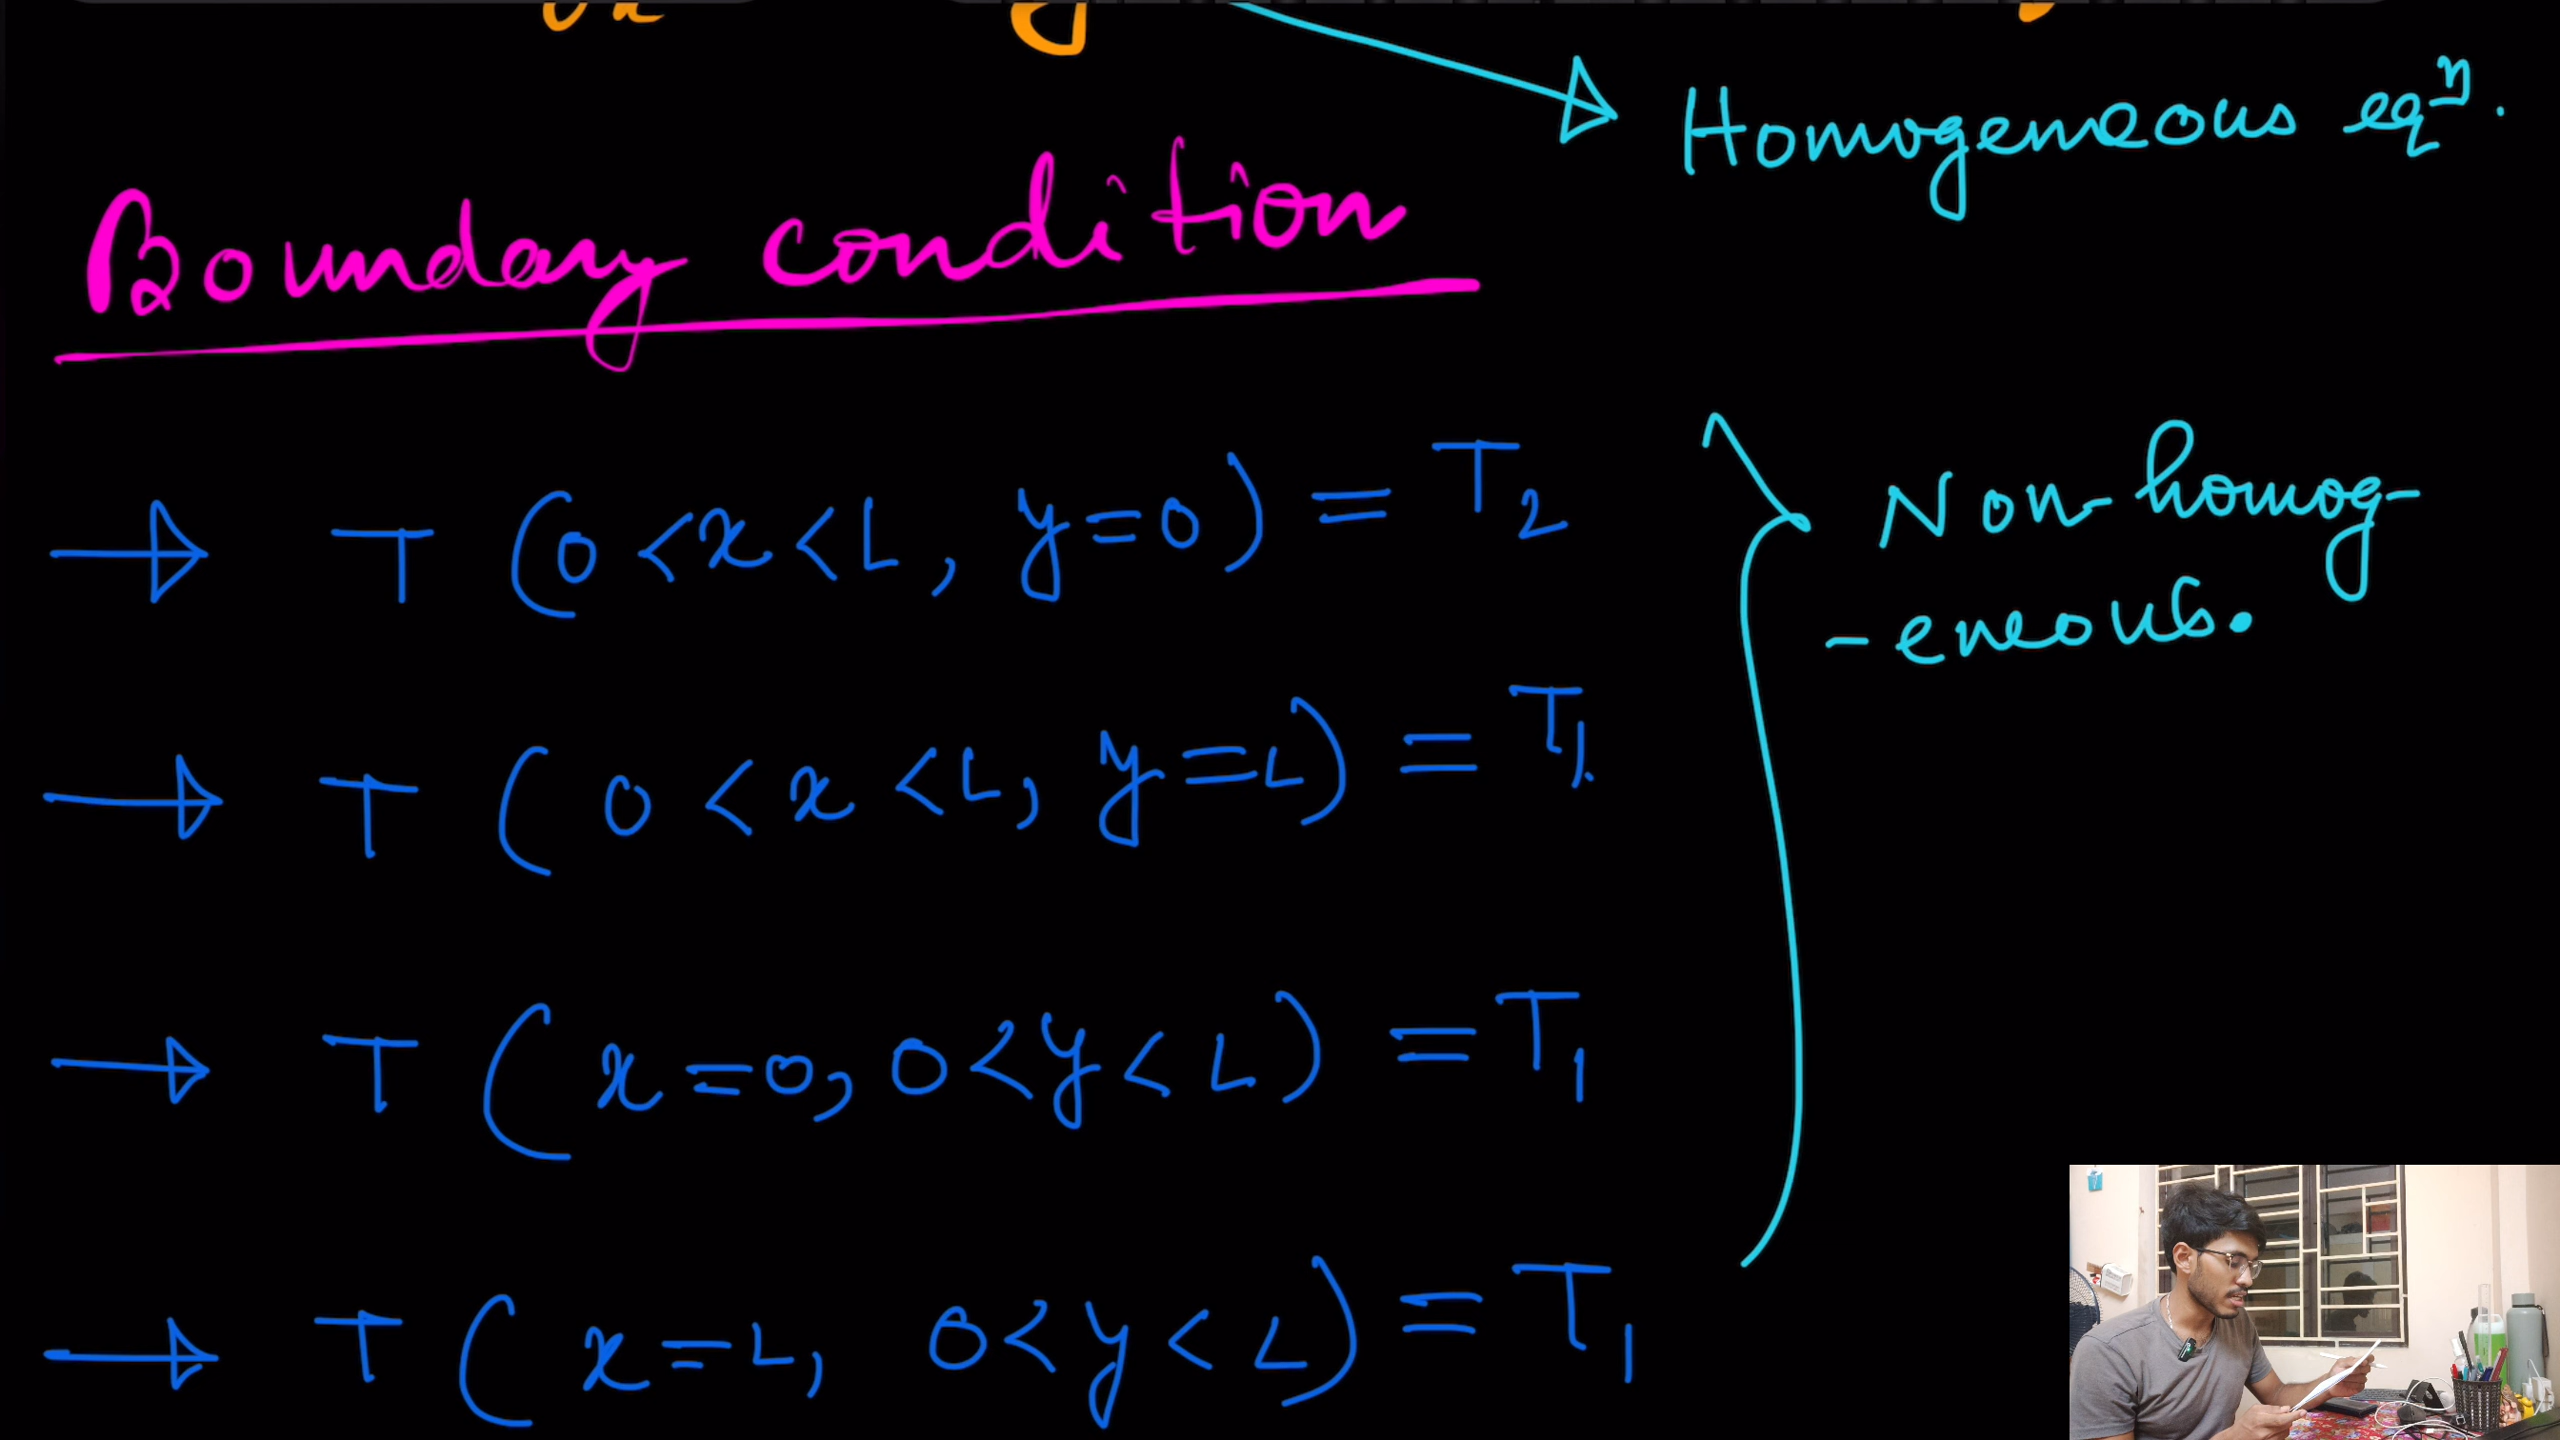 Homogeneous eqⁿ.
Boundary condition
→ T (0 < x < L, y = 0) = T₂
Non-homog-
-eneous.
→ T (0 < x < L, y = L) = T₁.
→ T (x = 0, 0 < y < L) = T₁
→ T (x = L, 0 < y < L) = T₁